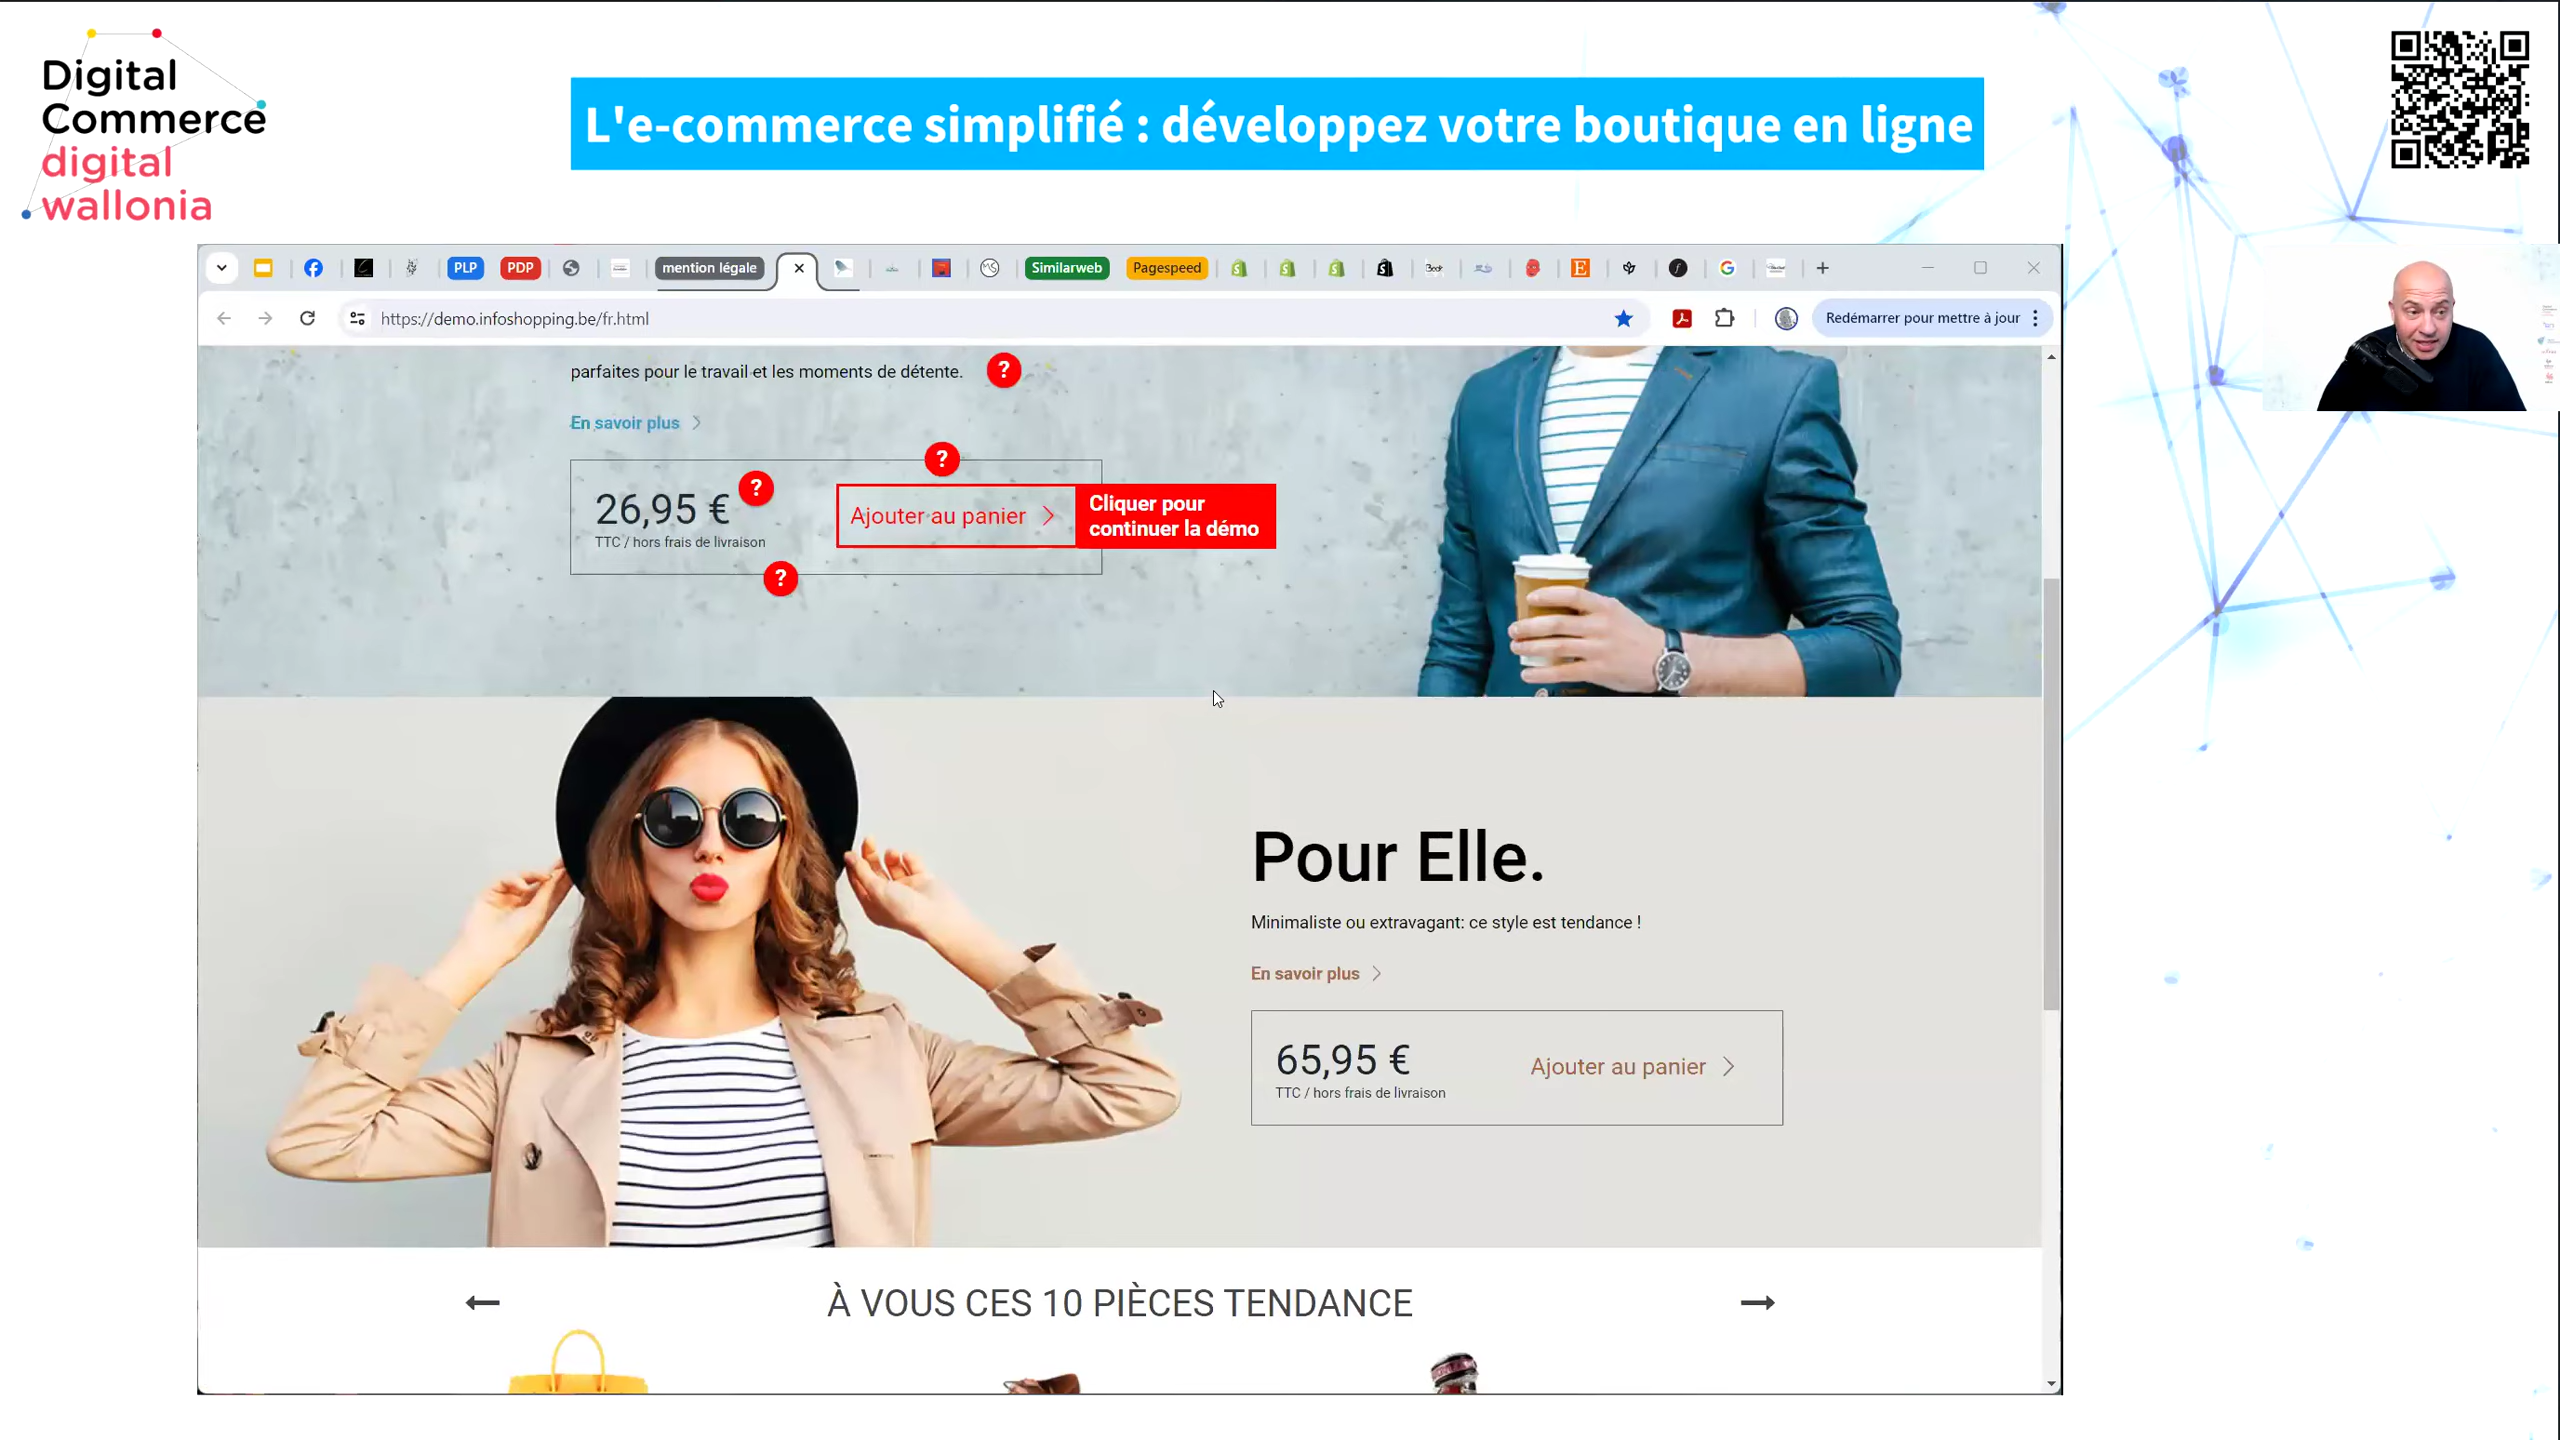 Digital
Commerce
digital
wallonia
L'e-commerce simplifié : développez votre boutique en ligne
PLP
PDP
mention légale
Similarweb
Pagespeed
https://demo.infoshopping.be/fr.html
Redémarrer pour mettre à jour
parfaites pour le travail et les moments de détente.
?
En savoir plus
?
26,95 €
?
Ajouter au panier
Cliquer pour
continuer la démo
TTC / hors frais de livraison
?
Pour Elle.
Minimaliste ou extravagant: ce style est tendance !
En savoir plus
65,95 €
Ajouter au panier
TTC / hors frais de livraison
À VOUS CES 10 PIÈCES TENDANCE